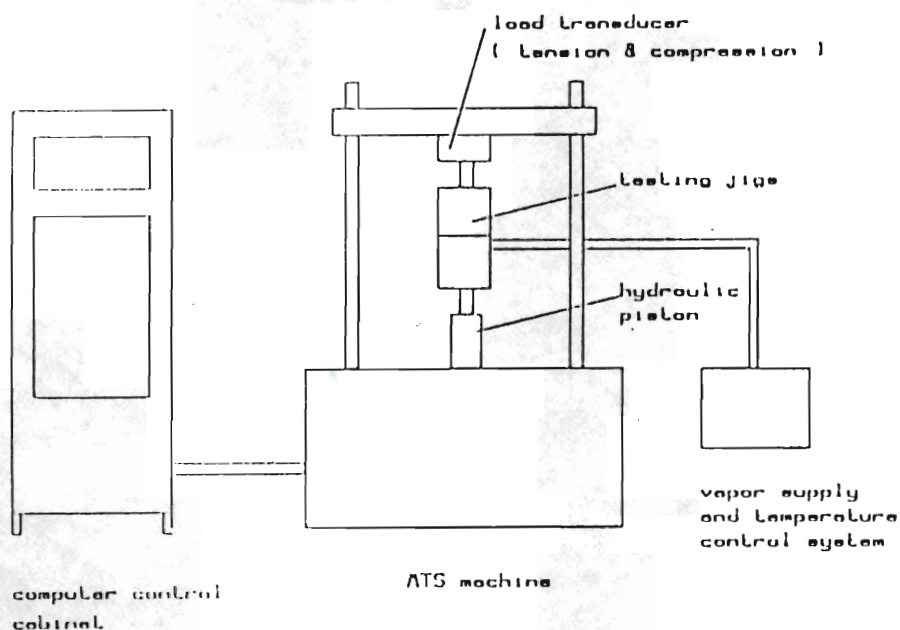 load transducer
( tension & compression )
testing jigs
hydraulic
piston
vapor supply
and temperature
control system
ATS machine
computer control
cabinet